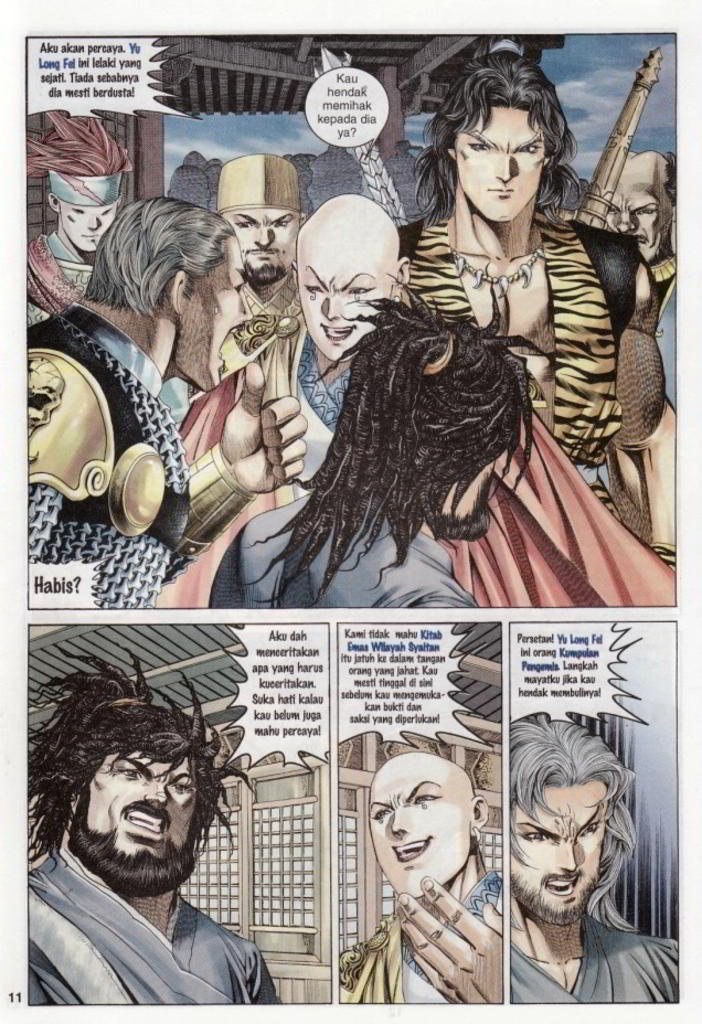 Aku akan percaya. Yu
Long Fei ini lelaki yang
sejati. Tiada sebabnya
dia mesti berdusta!
Kau
hendak
memihak
kepada dia
ya?
Habis?
Aku dah
menceritakan
apa yang harus
kuceritakan.
Suka hati kalau
kau belum juga
mahu percaya!
Kami tidak mahu Kitab
Emas Wilayah Syaitan
itu jatuh ke dalam tangan
orang yang jahat. Kau
mesti tinggal di sini
sebelum kau mengemuka-
kan bukti dan
saksi yang diperlukan!
Persetan! Yu Long Fei
ini orang Kumpulan
Pengemis. Langkah
mayatku kalau kau
hendak membulinya!
11